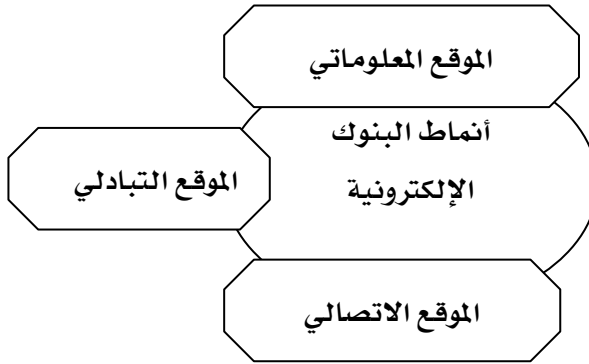 الموقع المعلوماتي
أنماط البنوك
الإلكترونية
الموقع التبادلي
الموقع الاتصالي